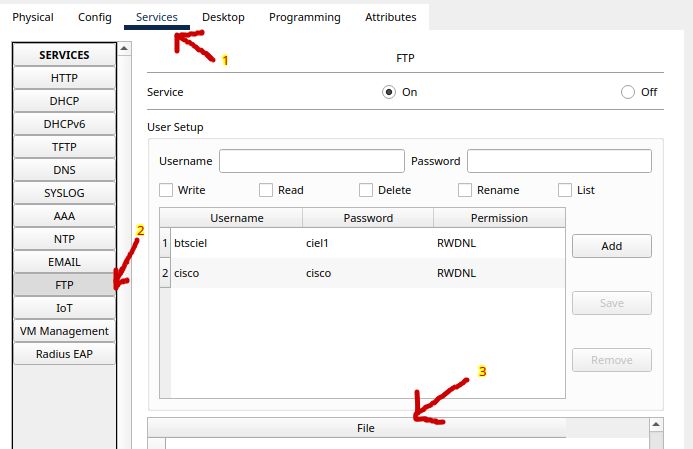 Physical Config Services Desktop Programming Attributes
1
SERVICES
HTTP
DHCP
DHCPv6
TFTP
DNS
SYSLOG
AAA
NTP
EMAIL
FTP
IoT
VM Management
Radius EAP
2
FTP
Service On Off
User Setup
Username Password
Write Read Delete Rename List
Username Password Permission
1 btsciel ciel1 RWDNL
2 cisco cisco RWDNL
Add
Save
Remove
3
File